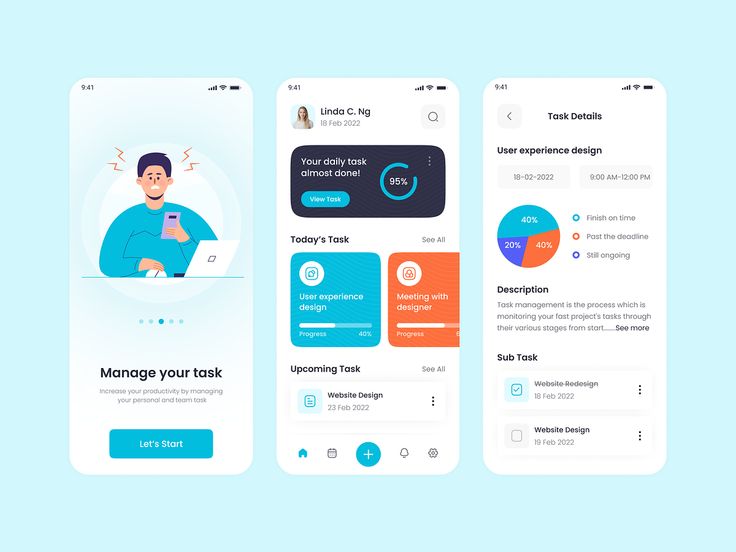 9:41
Manage your task
Increase your productivity by managing
your personal and team task
Let's Start
9:41
Linda C. Ng
18 Feb 2022
Your daily task
almost done!
View Task
95%
Today's Task
See All
User experience
design
Progress
40%
Meeting with
designer
Progress
6
Upcoming Task
See All
Website Design
23 Feb 2022
9:41
Task Details
User experience design
18-02-2022
9:00 AM-12:00 PM
40%
20%
40%
Finish on time
Past the deadline
Still ongoing
Description
Task management is the process which is
monitoring your fast project's tasks through
their various stages from start.......See more
Sub Task
Website Redesign
18 Feb 2022
Website Design
19 Feb 2022